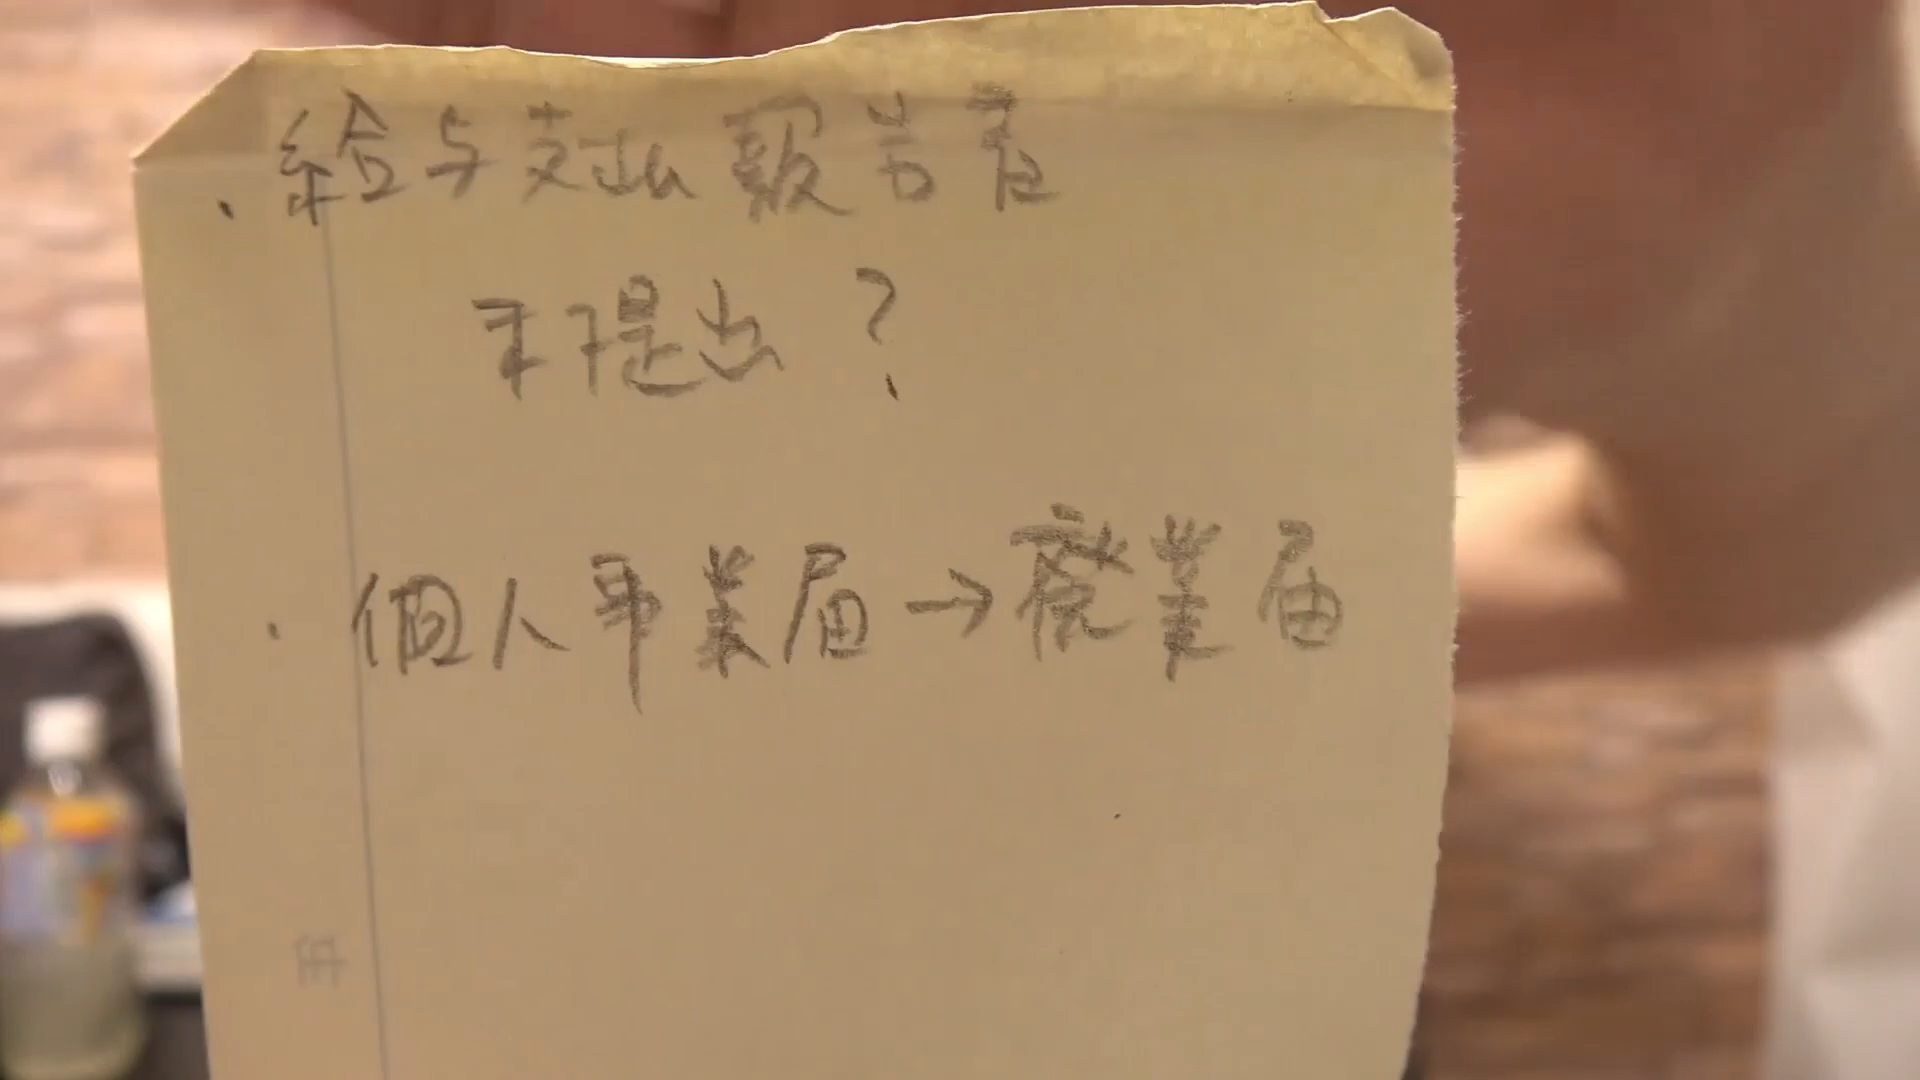 ・給与支払報告書
未提出？
・個人事業届→廃業届